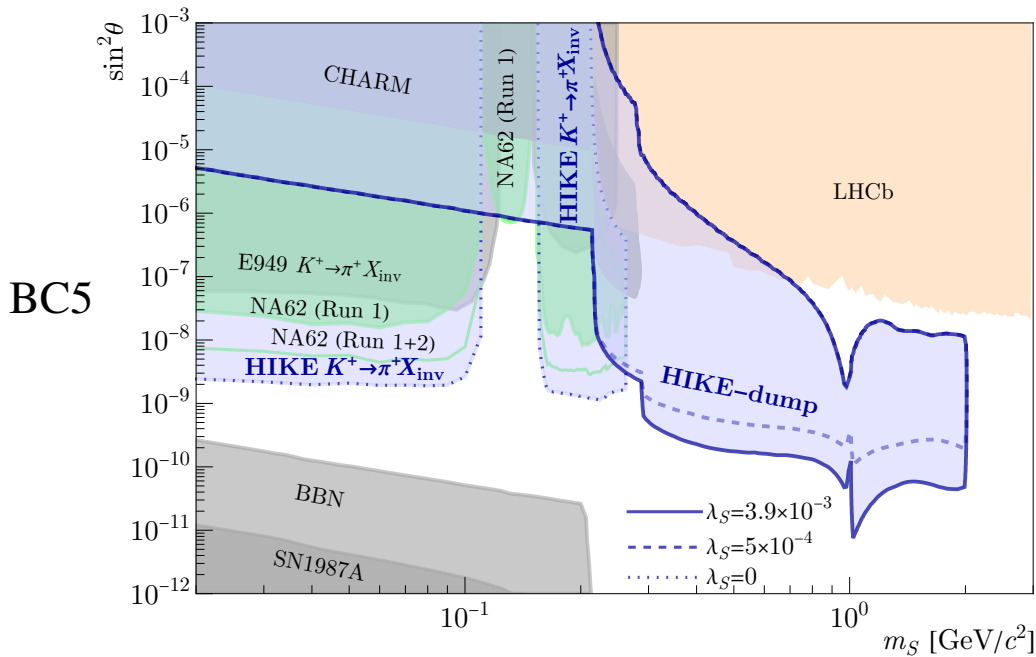 BC5
sin²θ
10⁻³
10⁻⁴
10⁻⁵
10⁻⁶
10⁻⁷
10⁻⁸
10⁻⁹
10⁻¹⁰
10⁻¹¹
10⁻¹²
CHARM
NA62 (Run 1)
HIKE K⁺→π⁺X_inv
LHCb
E949 K⁺→π⁺X_inv
NA62 (Run 1)
NA62 (Run 1+2)
HIKE K⁺→π⁺X_inv
HIKE–dump
BBN
SN1987A
λ_S=3.9×10⁻³
λ_S=5×10⁻⁴
λ_S=0
10⁻¹
10⁰
m_S [GeV/c²]